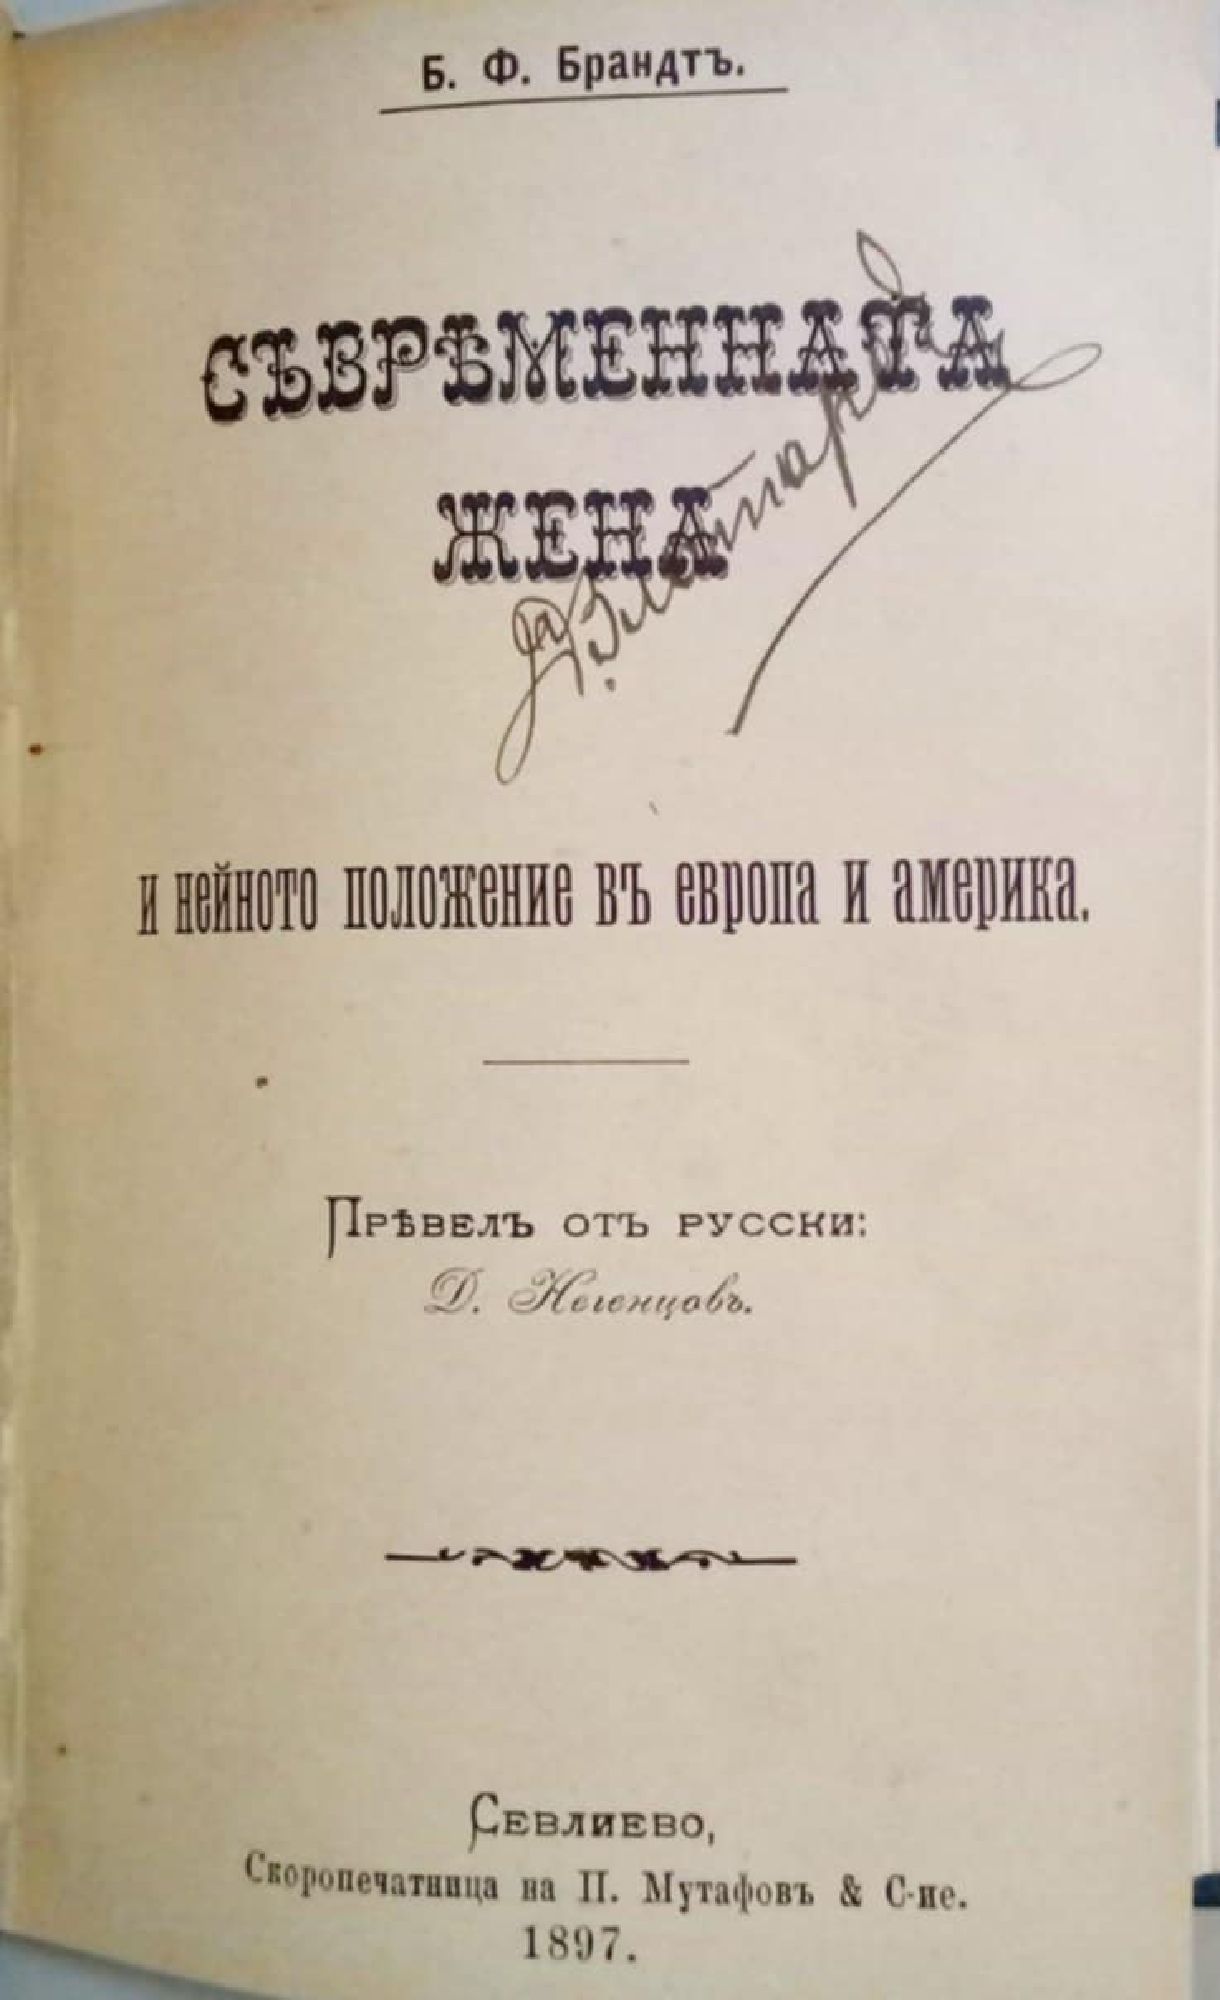 Б. Ф. Брандтъ.
СЪВРѢМЕННАТА
ЖЕНА
и нейното положение въ европа и америка.
Прѣвелъ отъ русски:
Д. Негенцовъ.
Севлиево,
Скоропечатница на П. Мутафовъ & С-ие.
1897.